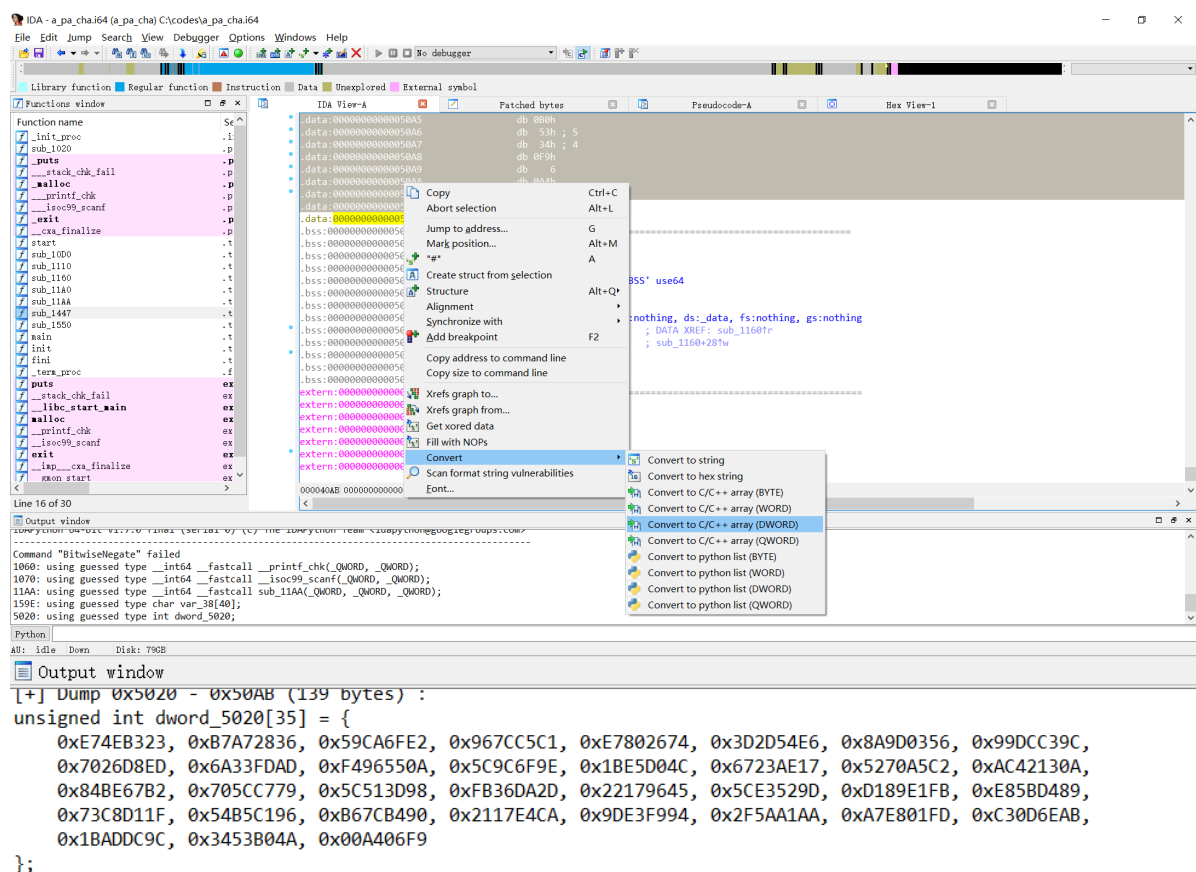 IDA - a_pa_cha.i64 (a_pa_cha) C:\codes\a_pa_cha.i64
File Edit Jump Search View Debugger Options Windows Help
No debugger
Library function Regular function Instruction Data Unexplored External symbol
Functions window
IDA View-A Patched bytes Pseudocode-A Hex View-1
Function name
_init_proc
sub_1020 .p
_puts .p
___stack_chk_fail .p
_malloc .p
___printf_chk .p
___isoc99_scanf .p
_exit .p
__cxa_finalize .p
start .t
sub_10D0 .t
sub_1110 .t
sub_1160 .t
sub_11A0 .t
sub_11AA .t
sub_1447 .t
sub_1550 .t
main .t
init .t
fini .t
_term_proc .f
puts ex
__stack_chk_fail ex
__libc_start_main ex
malloc ex
__printf_chk ex
__isoc99_scanf ex
exit ex
__imp___cxa_finalize ex
Line 16 of 30
.data:00000000000050A5 db 0B0h
.data:00000000000050A6 db 53h ; S
.data:00000000000050A7 db 34h ; 4
.data:00000000000050A8 db 0F9h
.data:00000000000050A9 db 6
.data:00000000000050AA db 0A4h
BSS' use64
:nothing, ds:_data, fs:nothing, gs:nothing
; DATA XREF: sub_1160↑r
; sub_1160+28↑w
Copy Ctrl+C
Abort selection Alt+L
Jump to address... G
Mark position... Alt+M
"#" A
Create struct from selection
Structure Alt+Q
Alignment
Synchronize with
Add breakpoint F2
Copy address to command line
Copy size to command line
Xrefs graph to...
Xrefs graph from...
Get xored data
Fill with NOPs
Convert
Scan format string vulnerabilities
Font...
Convert to string
Convert to hex string
Convert to C/C++ array (BYTE)
Convert to C/C++ array (WORD)
Convert to C/C++ array (DWORD)
Convert to C/C++ array (QWORD)
Convert to python list (BYTE)
Convert to python list (WORD)
Convert to python list (DWORD)
Convert to python list (QWORD)
Output window
Command "BitwiseNegate" failed
1060: using guessed type __int64 __fastcall __printf_chk(_QWORD, _QWORD);
1070: using guessed type __int64 __fastcall __isoc99_scanf(_QWORD, _QWORD);
11AA: using guessed type __int64 __fastcall sub_11AA(_QWORD, _QWORD, _QWORD);
159E: using guessed type char var_38[40];
5020: using guessed type int dword_5020;
Python
AU: idle Down Disk: 79GB
Output window
[+] Dump 0x5020 - 0x50AB (139 bytes) :
unsigned int dword_5020[35] = {
0xE74EB323, 0xB7A72836, 0x59CA6FE2, 0x967CC5C1, 0xE7802674, 0x3D2D54E6, 0x8A9D0356, 0x99DCC39C,
0x7026D8ED, 0x6A33FDAD, 0xF496550A, 0x5C9C6F9E, 0x1BE5D04C, 0x6723AE17, 0x5270A5C2, 0xAC42130A,
0x84BE67B2, 0x705CC779, 0x5C513D98, 0xFB36DA2D, 0x22179645, 0x5CE3529D, 0xD189E1FB, 0xE85BD489,
0x73C8D11F, 0x54B5C196, 0xB67CB490, 0x2117E4CA, 0x9DE3F994, 0x2F5AA1AA, 0xA7E801FD, 0xC30D6EAB,
0x1BADDC9C, 0x3453B04A, 0x00A406F9
};